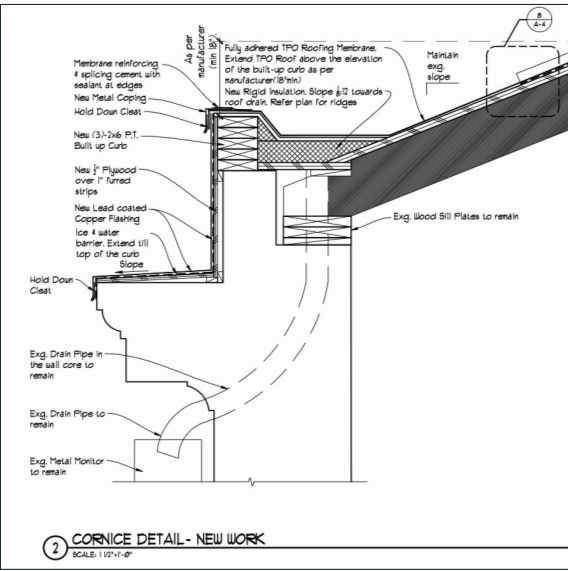 8
A-4
As per
manufacturer
(min 18")
Fully adhered TPO Roofing Membrane.
Extend TPO Roof above the elevation
of the built-up curb as per
manufacturer(18"min)
New Rigid Insulation. Slope ⅛:12 towards
roof drain. Refer plan for ridges
Maintain
exg.
slope
Membrane reinforcing
& splicing cement with
sealant at edges
New Metal Coping
Hold Down Cleat
New (3)-2x6 P.T.
Built up Curb
New ½" Plywood
over 1" furred
strips
New Lead coated
Copper Flashing
Ice & water
barrier. Extend till
top of the curb
Slope
Exg. Wood Sill Plates to remain
Hold Down
Cleat
Exg. Drain Pipe in
the wall core to
remain
Exg. Drain Pipe to
remain
Exg. Metal Monitor
to remain
2 CORNICE DETAIL- NEW WORK
SCALE: 1 1/2"=1'-0"